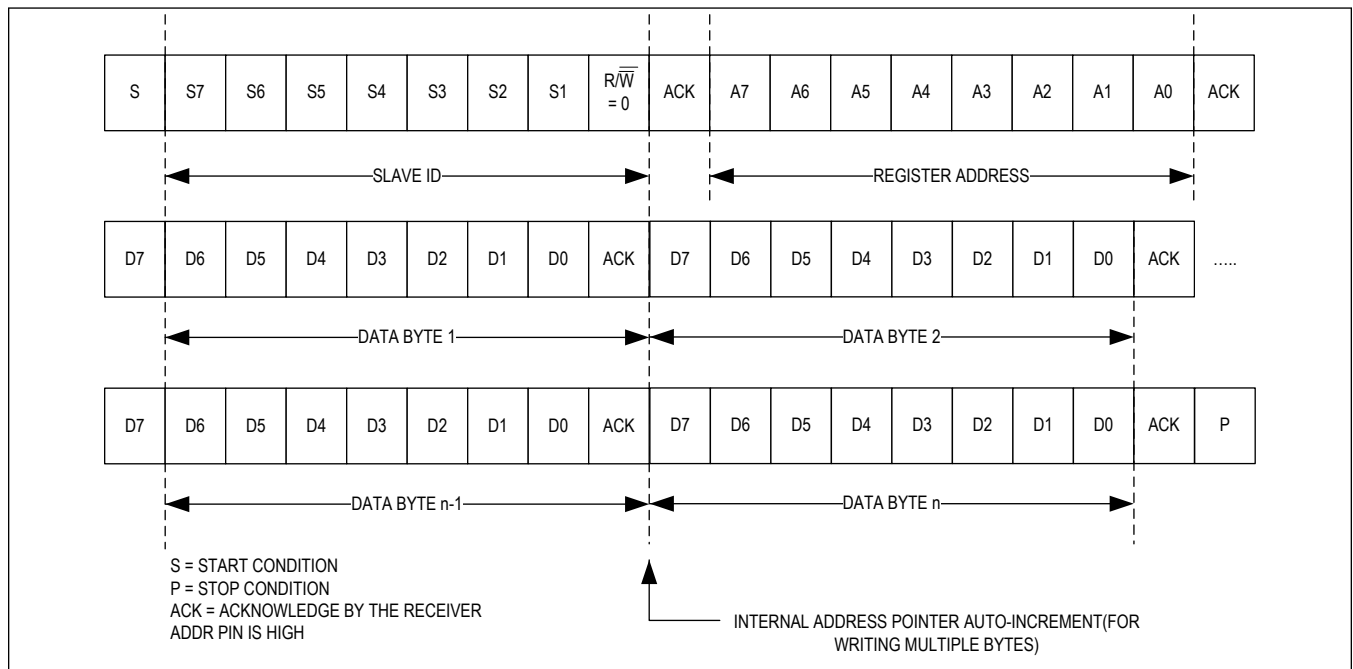 S S7 S6 S5 S4 S3 S2 S1 R/W̅ = 0 ACK A7 A6 A5 A4 A3 A2 A1 A0 ACK
SLAVE ID REGISTER ADDRESS
D7 D6 D5 D4 D3 D2 D1 D0 ACK D7 D6 D5 D4 D3 D2 D1 D0 ACK .....
DATA BYTE 1 DATA BYTE 2
D7 D6 D5 D4 D3 D2 D1 D0 ACK D7 D6 D5 D4 D3 D2 D1 D0 ACK P
DATA BYTE n-1 DATA BYTE n
S = START CONDITION
P = STOP CONDITION
ACK = ACKNOWLEDGE BY THE RECEIVER
ADDR PIN IS HIGH
INTERNAL ADDRESS POINTER AUTO-INCREMENT(FOR
WRITING MULTIPLE BYTES)